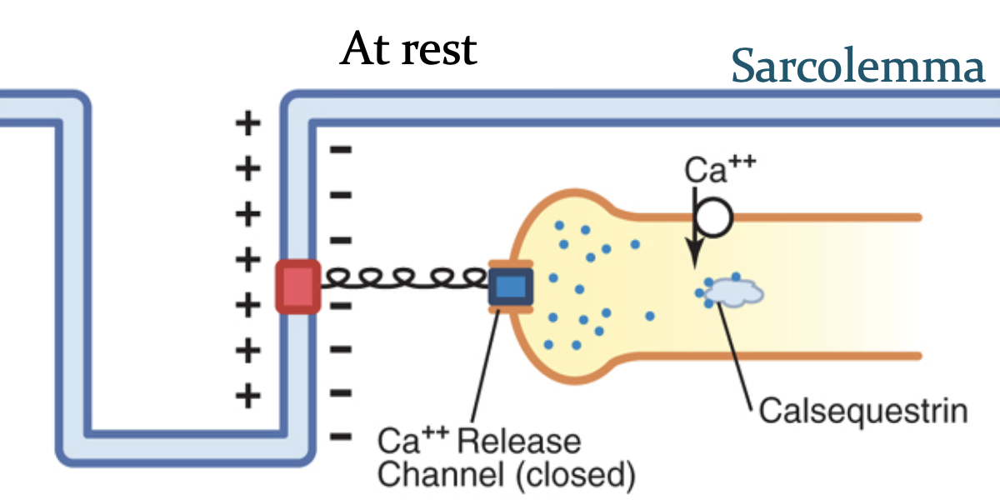 At rest
Sarcolemma
Ca++
Calsequestrin
Ca++ Release
Channel (closed)